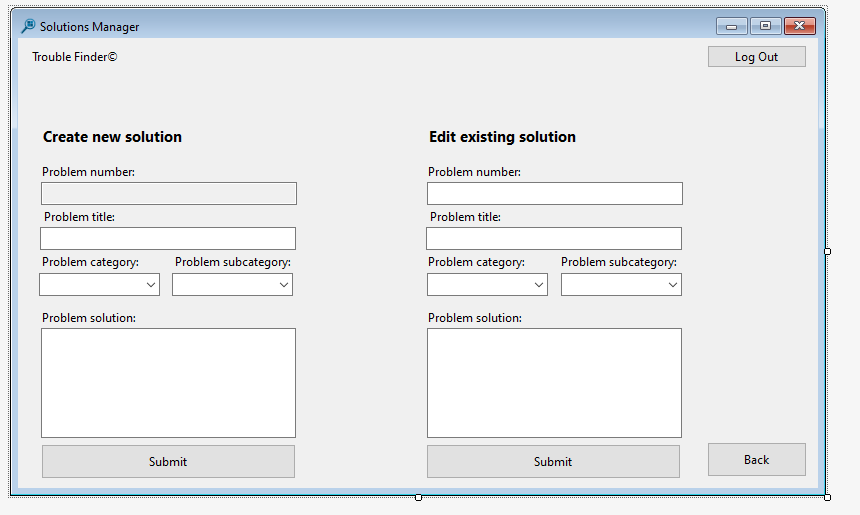 Solutions Manager
Trouble Finder©
Log Out
Create new solution
Problem number:
Problem title:
Problem category: Problem subcategory:
Problem solution:
Submit
Edit existing solution
Problem number:
Problem title:
Problem category: Problem subcategory:
Problem solution:
Submit
Back